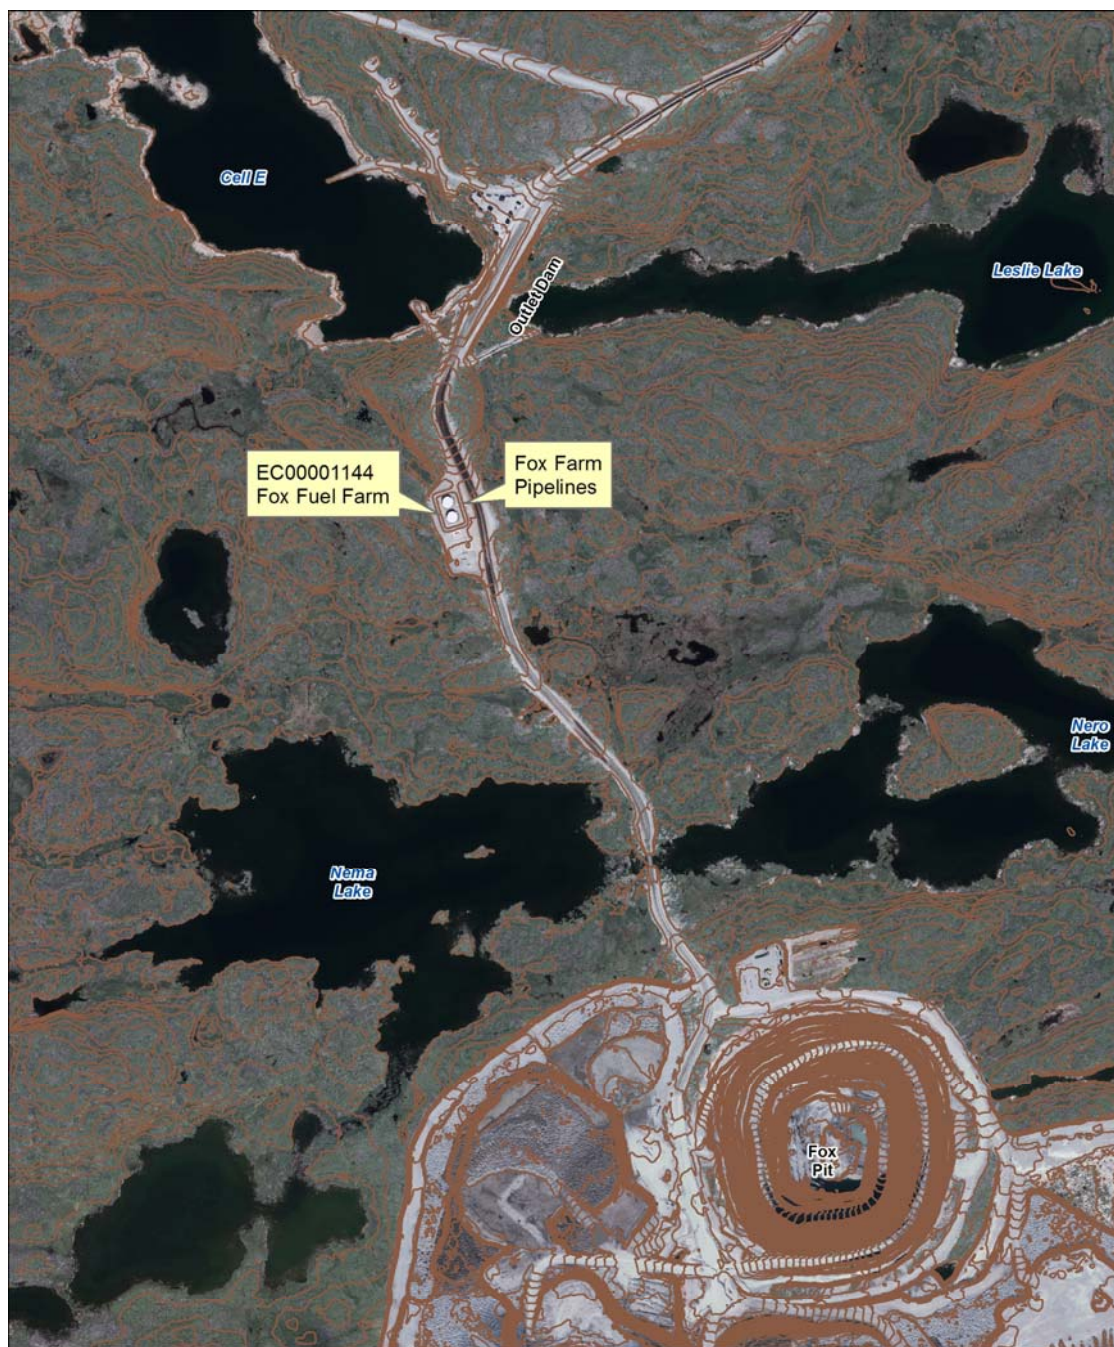 Cell E
Leslie Lake
Outlet Dam
EC00001144
Fox Fuel Farm
Fox Farm
Pipelines
Nero
Lake
Nema
Lake
Fox
Pit